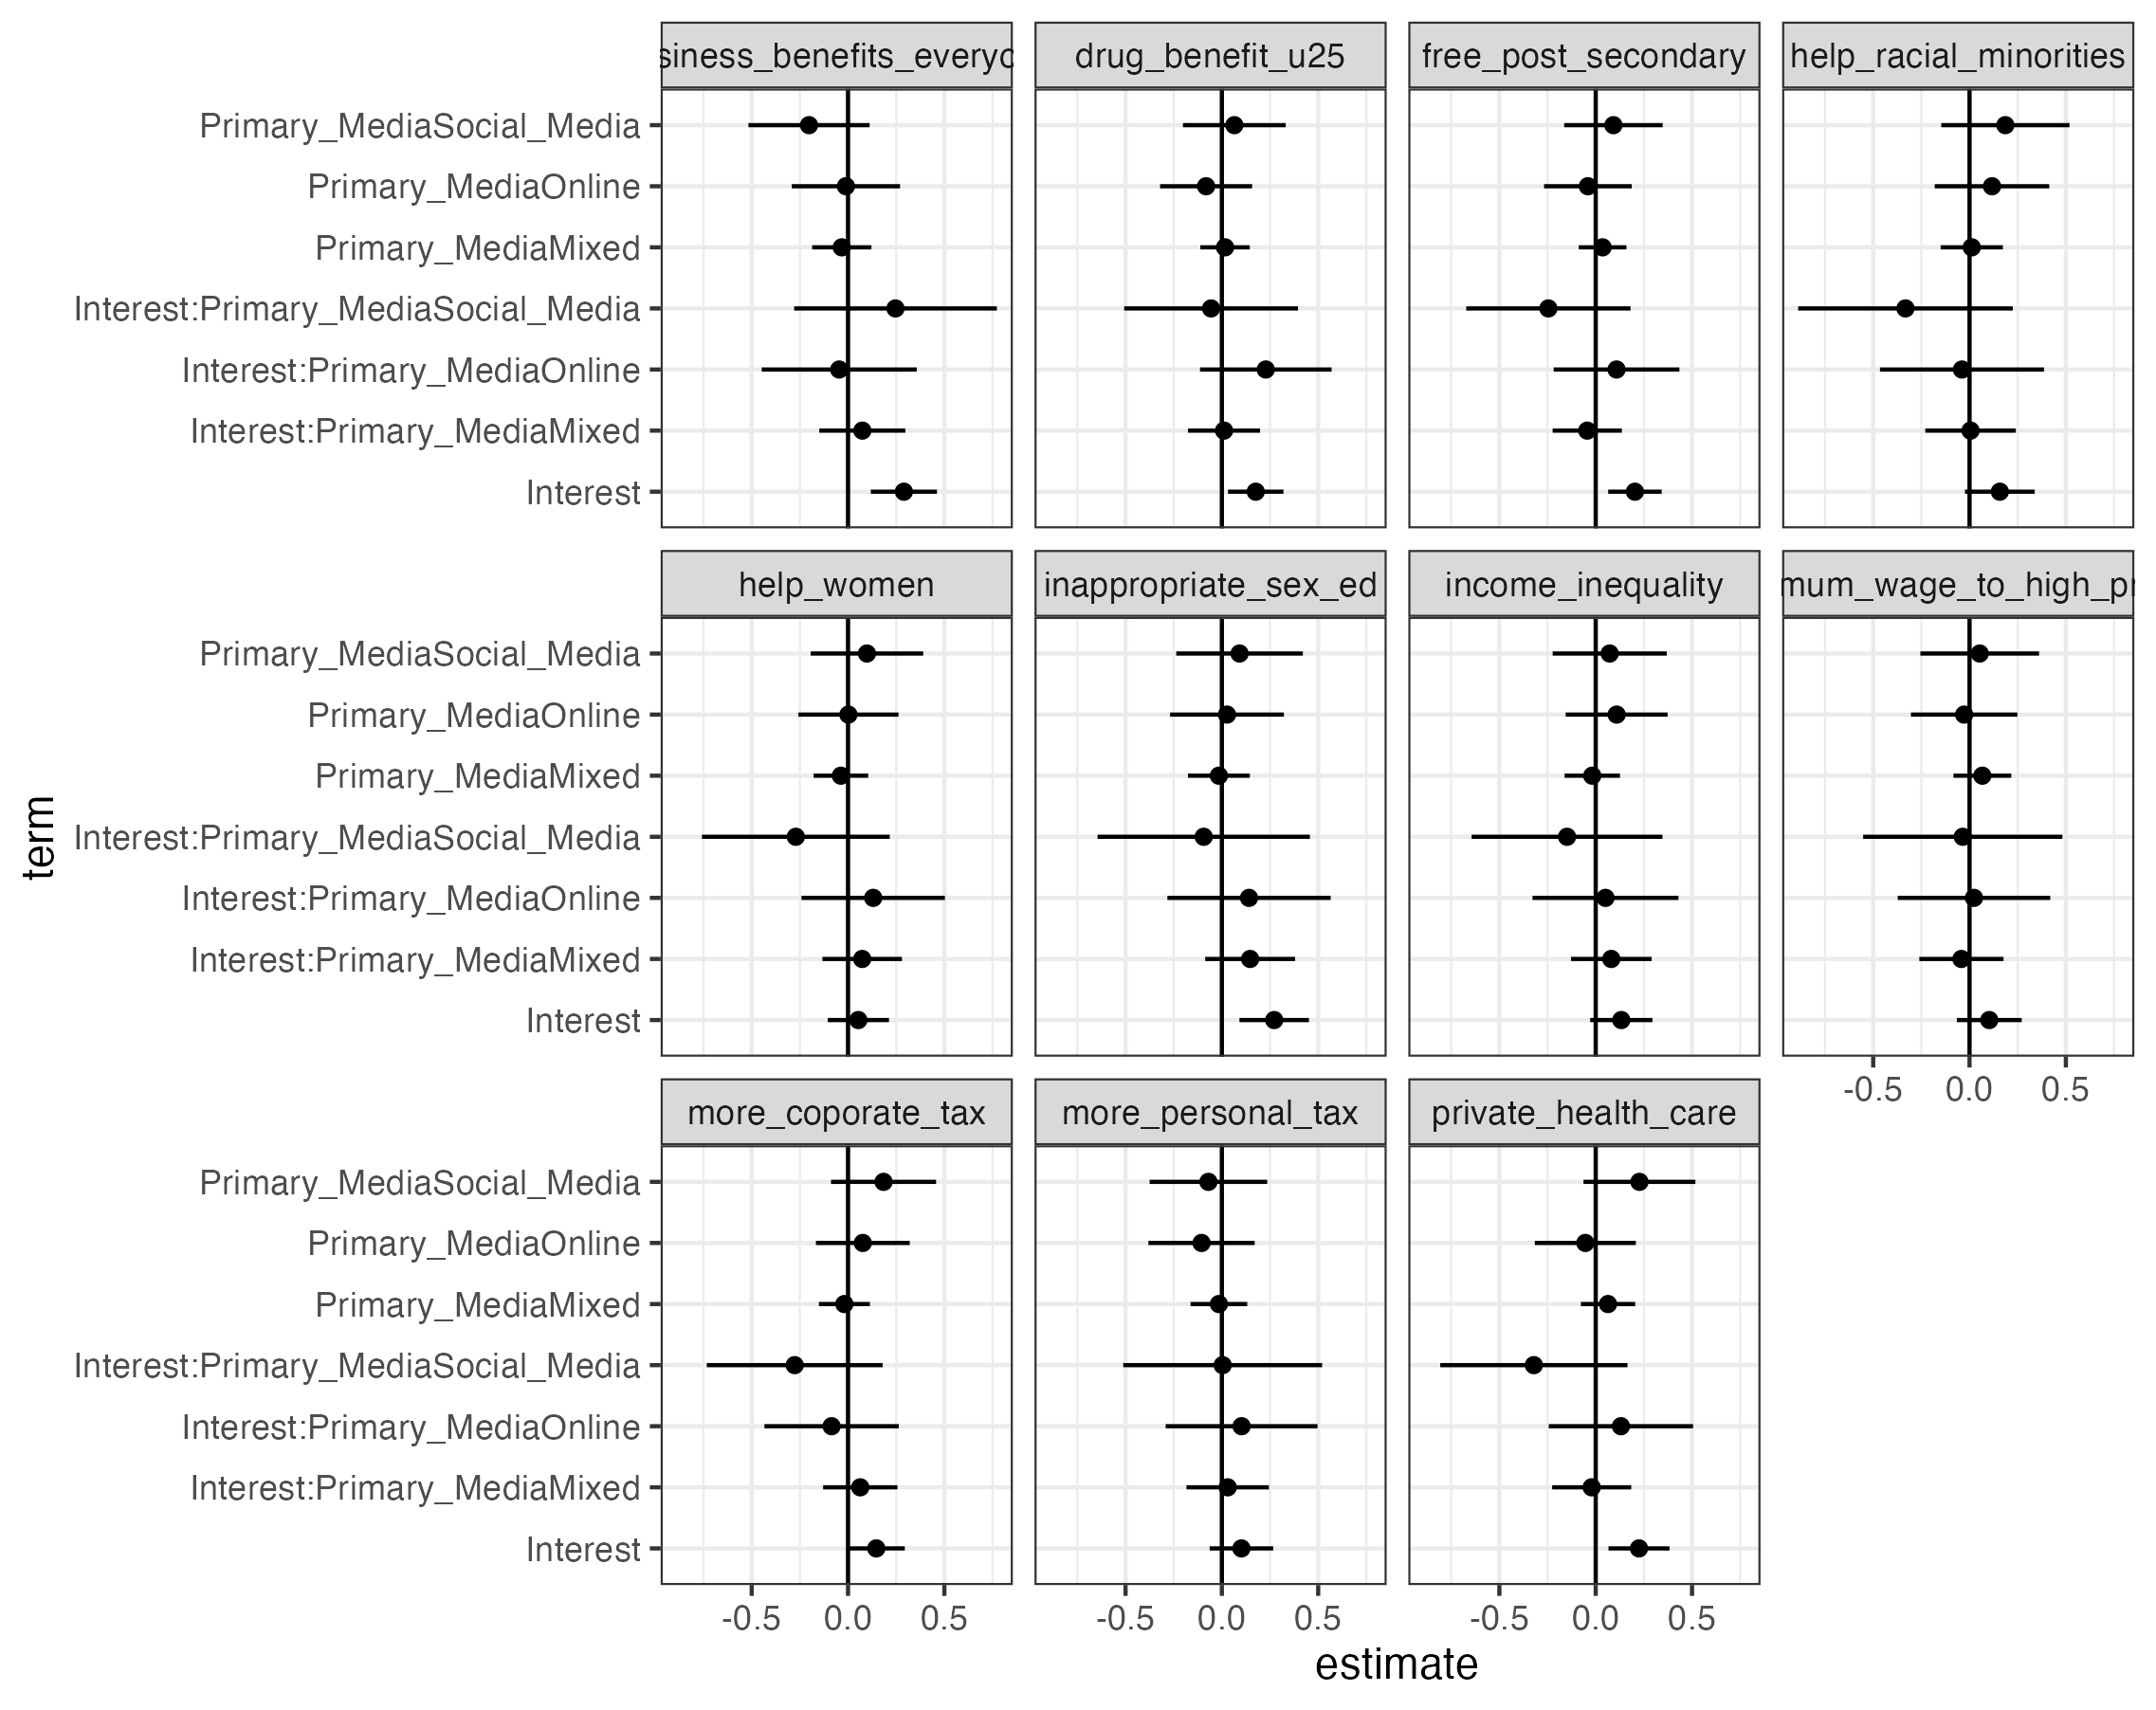 siness_benefits_everyo
drug_benefit_u25
free_post_secondary
help_racial_minorities
Primary_MediaSocial_Media
Primary_MediaOnline
Primary_MediaMixed
Interest:Primary_MediaSocial_Media
Interest:Primary_MediaOnline
Interest:Primary_MediaMixed
Interest
help_women
inappropriate_sex_ed
income_inequality
mum_wage_to_high_pr
Primary_MediaSocial_Media
Primary_MediaOnline
Primary_MediaMixed
Interest:Primary_MediaSocial_Media
Interest:Primary_MediaOnline
Interest:Primary_MediaMixed
Interest
-0.5 0.0 0.5
more_coporate_tax
more_personal_tax
private_health_care
Primary_MediaSocial_Media
Primary_MediaOnline
Primary_MediaMixed
Interest:Primary_MediaSocial_Media
Interest:Primary_MediaOnline
Interest:Primary_MediaMixed
Interest
-0.5 0.0 0.5
-0.5 0.0 0.5
-0.5 0.0 0.5
estimate
term